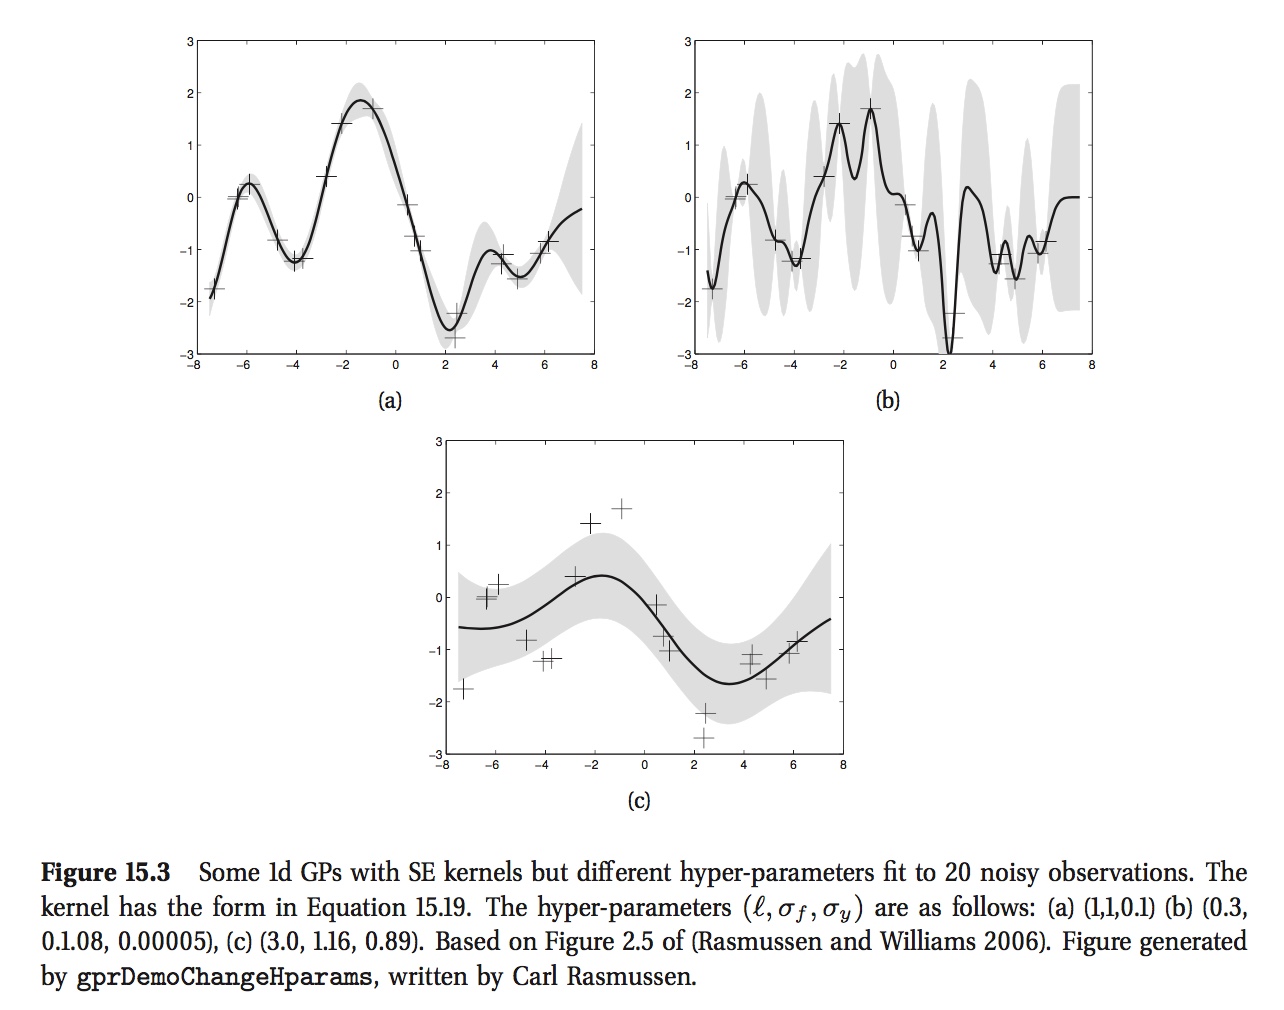 3
2
1
0
−1
−2
−3
−8 −6 −4 −2 0 2 4 6 8
(a)
3
2
1
0
−1
−2
−3
−8 −6 −4 −2 0 2 4 6 8
(b)
3
2
1
0
−1
−2
−3
−8 −6 −4 −2 0 2 4 6 8
(c)
Figure 15.3 Some 1d GPs with SE kernels but different hyper-parameters fit to 20 noisy observations. The
kernel has the form in Equation 15.19. The hyper-parameters (ℓ, σf, σy) are as follows: (a) (1,1,0.1) (b) (0.3,
0.1.08, 0.00005), (c) (3.0, 1.16, 0.89). Based on Figure 2.5 of (Rasmussen and Williams 2006). Figure generated
by gprDemoChangeHparams, written by Carl Rasmussen.